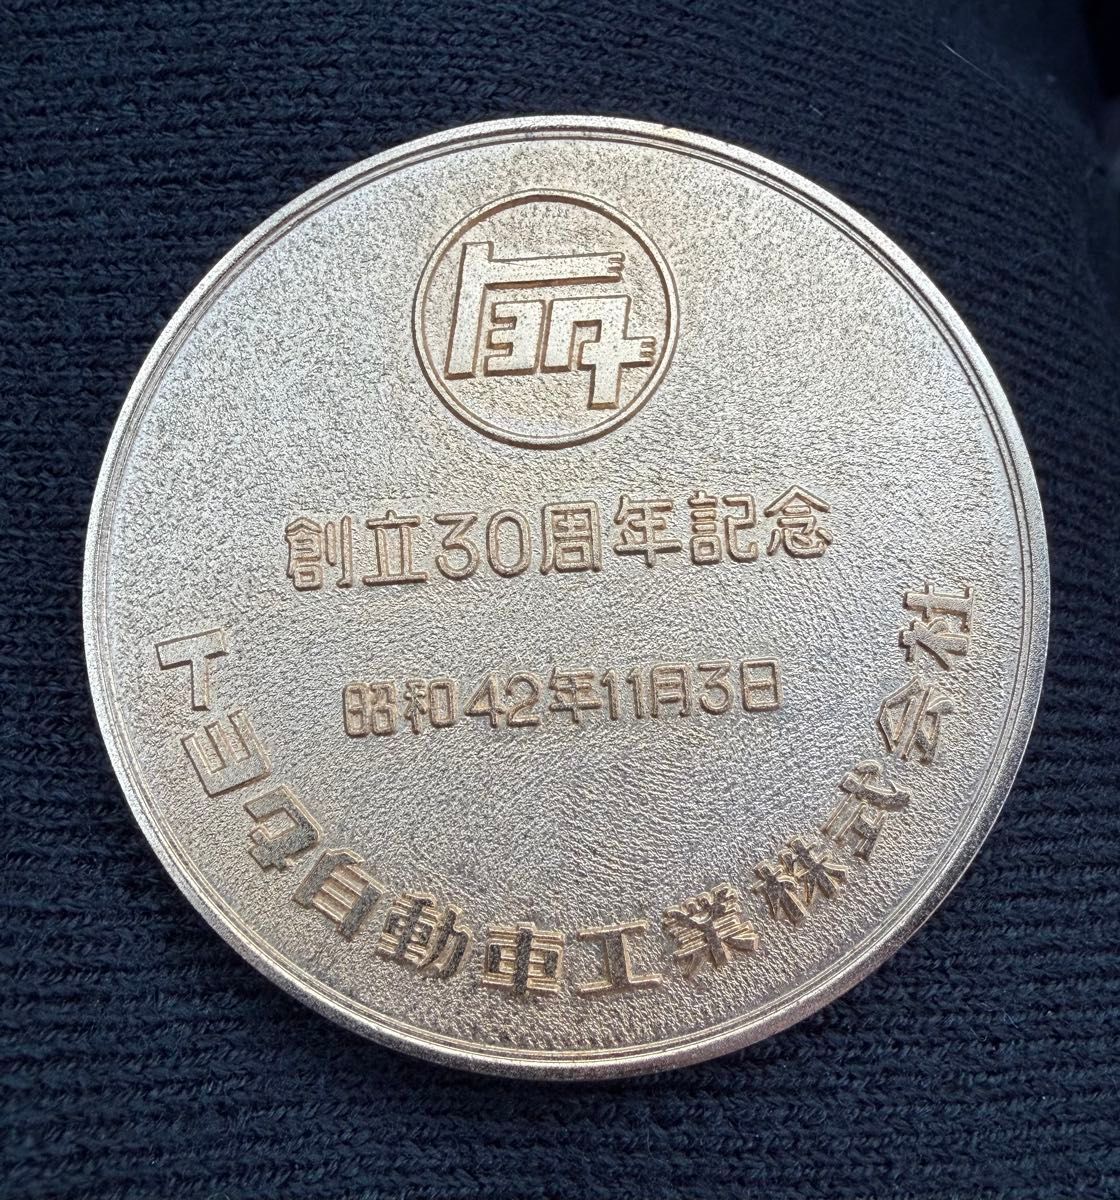 トヨタ
創立30周年記念
昭和42年11月3日
トヨタ自動車工業株式会社